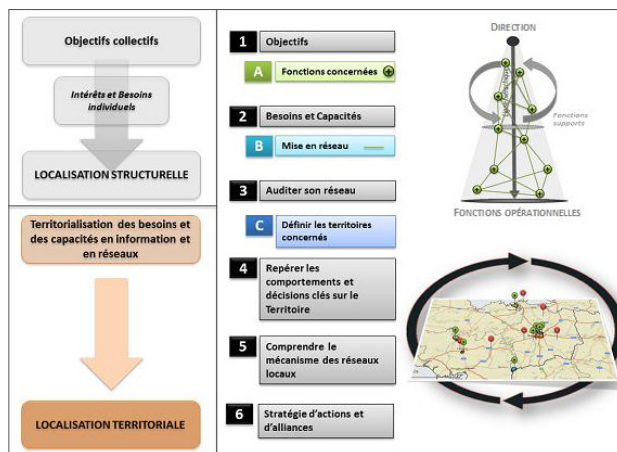 Objectifs collectifs
Intérêts et Besoins
individuels
LOCALISATION STRUCTURELLE
Territorialisation des besoins et
des capacités en information et
en réseaux
LOCALISATION TERRITORIALE
1 Objectifs
A Fonctions concernées
2 Besoins et Capacités
B Mise en réseau
3 Auditer son réseau
C Définir les territoires
concernés
4 Repérer les
comportements et
décisions clés sur le
Territoire
5 Comprendre le
mécanisme des réseaux
locaux
6 Stratégie d'actions et
d'alliances
DIRECTION
Fonctions
supports
FONCTIONS OPÉRATIONNELLES